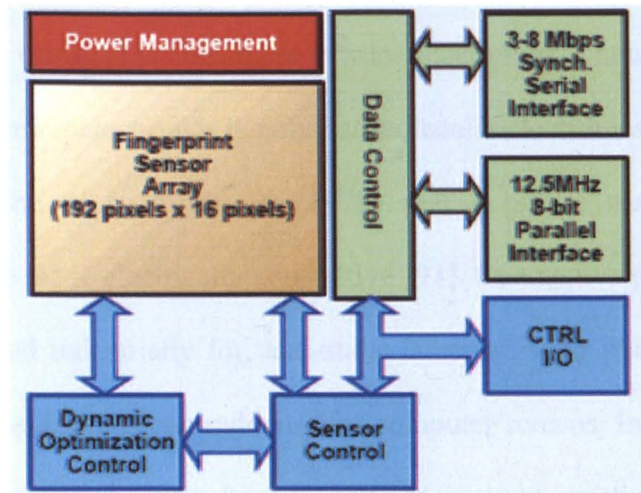 Power Management
Fingerprint
Sensor
Array
(192 pixels x 16 pixels)
Data Control
3-8 Mbps
Synch.
Serial
Interface
12.5MHz
8-bit
Parallel
Interface
CTRL
I/O
Dynamic
Optimization
Control
Sensor
Control